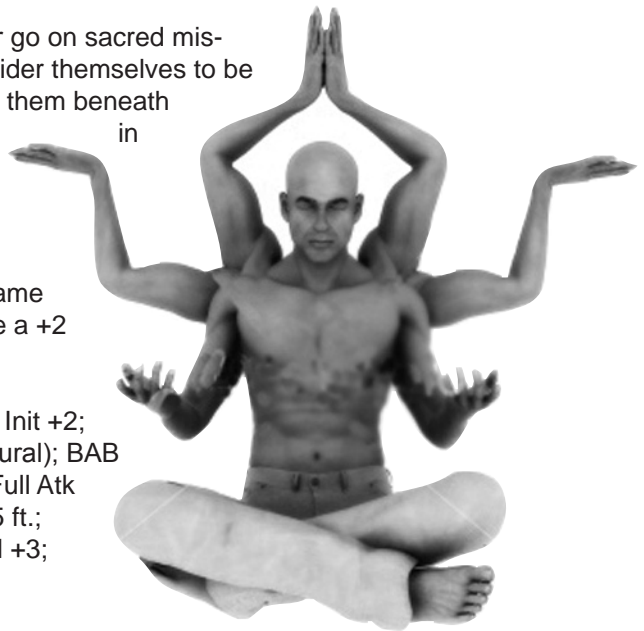 r go on sacred mis-
ider themselves to be
them beneath
in
ame
e a +2
Init +2;
ural); BAB
Full Atk
5 ft.;
l +3;